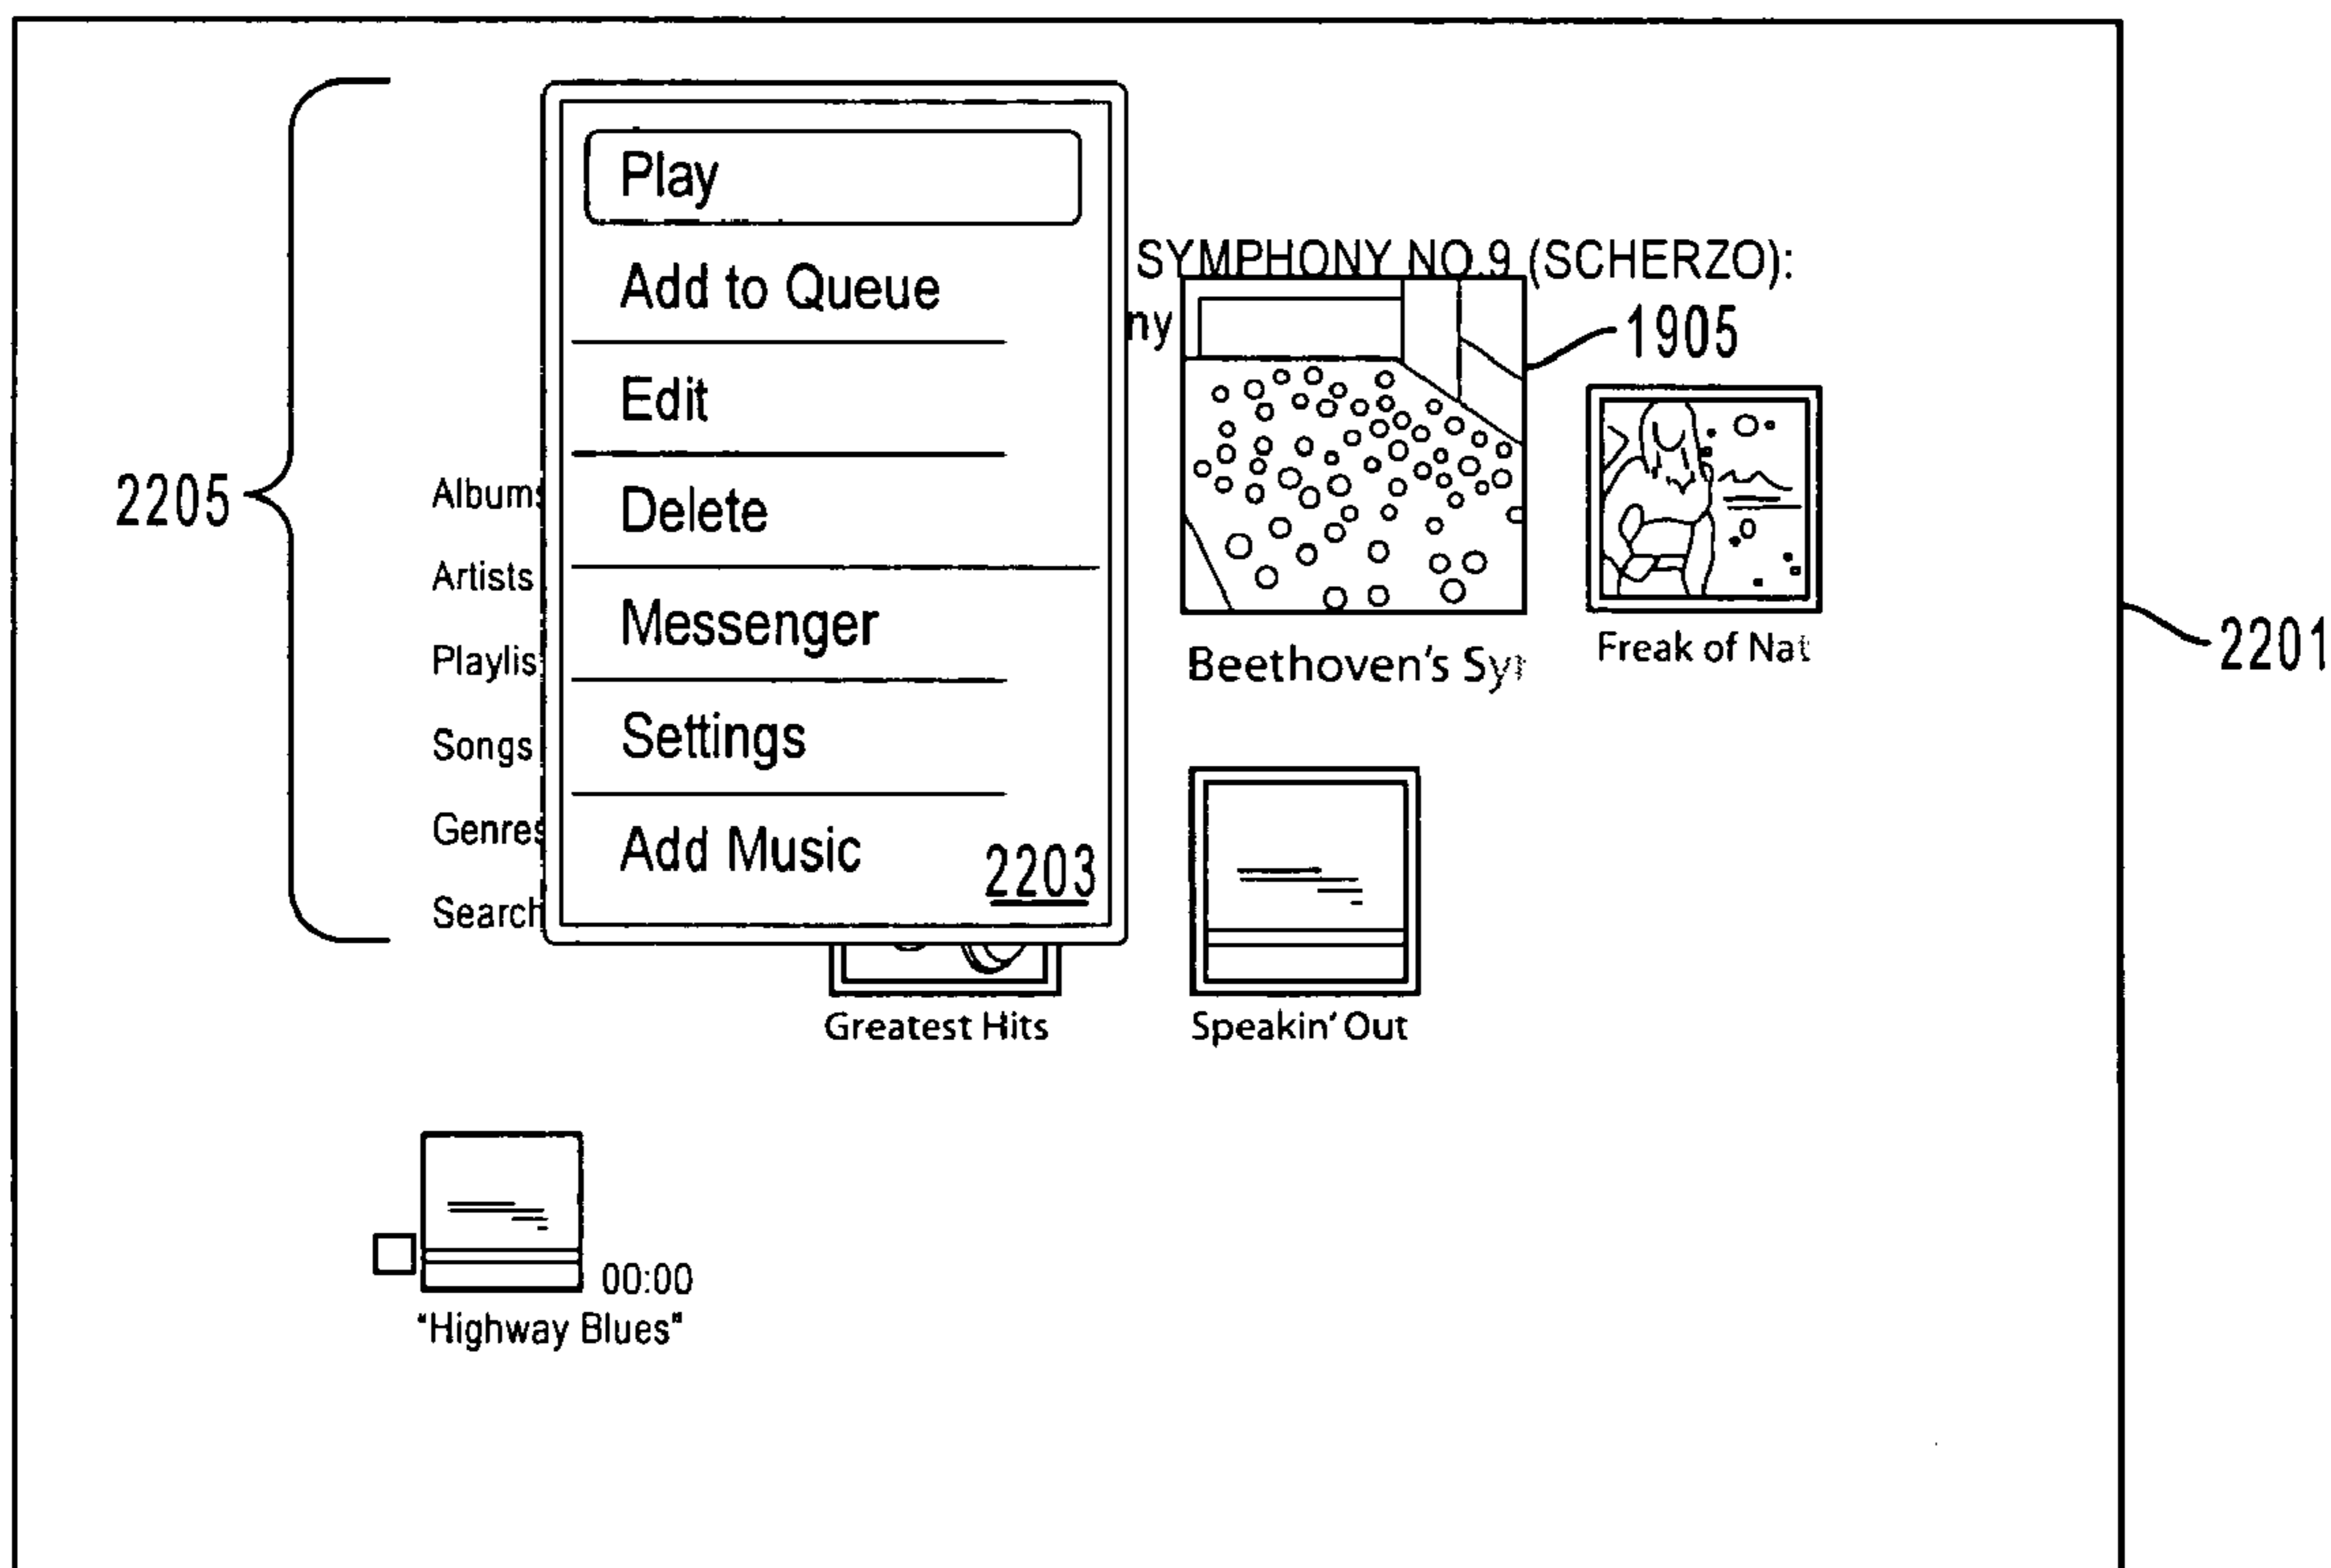 Play
Add to Queue
Edit
Delete
Messenger
Settings
Add Music
2203
SYMPHONY NO.9 (SCHERZO):
ny
1905
2205
Album
Artists
Playlis
Songs
Genres
Search
Beethoven's Sy
Freak of Nat
2201
Greatest Hits
Speakin' Out
00:00
"Highway Blues"